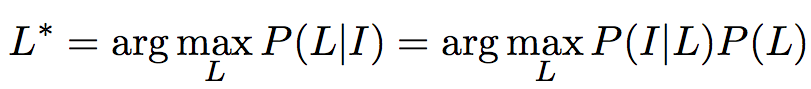 L* = arg max_L P(L|I) = arg max_L P(I|L)P(L)